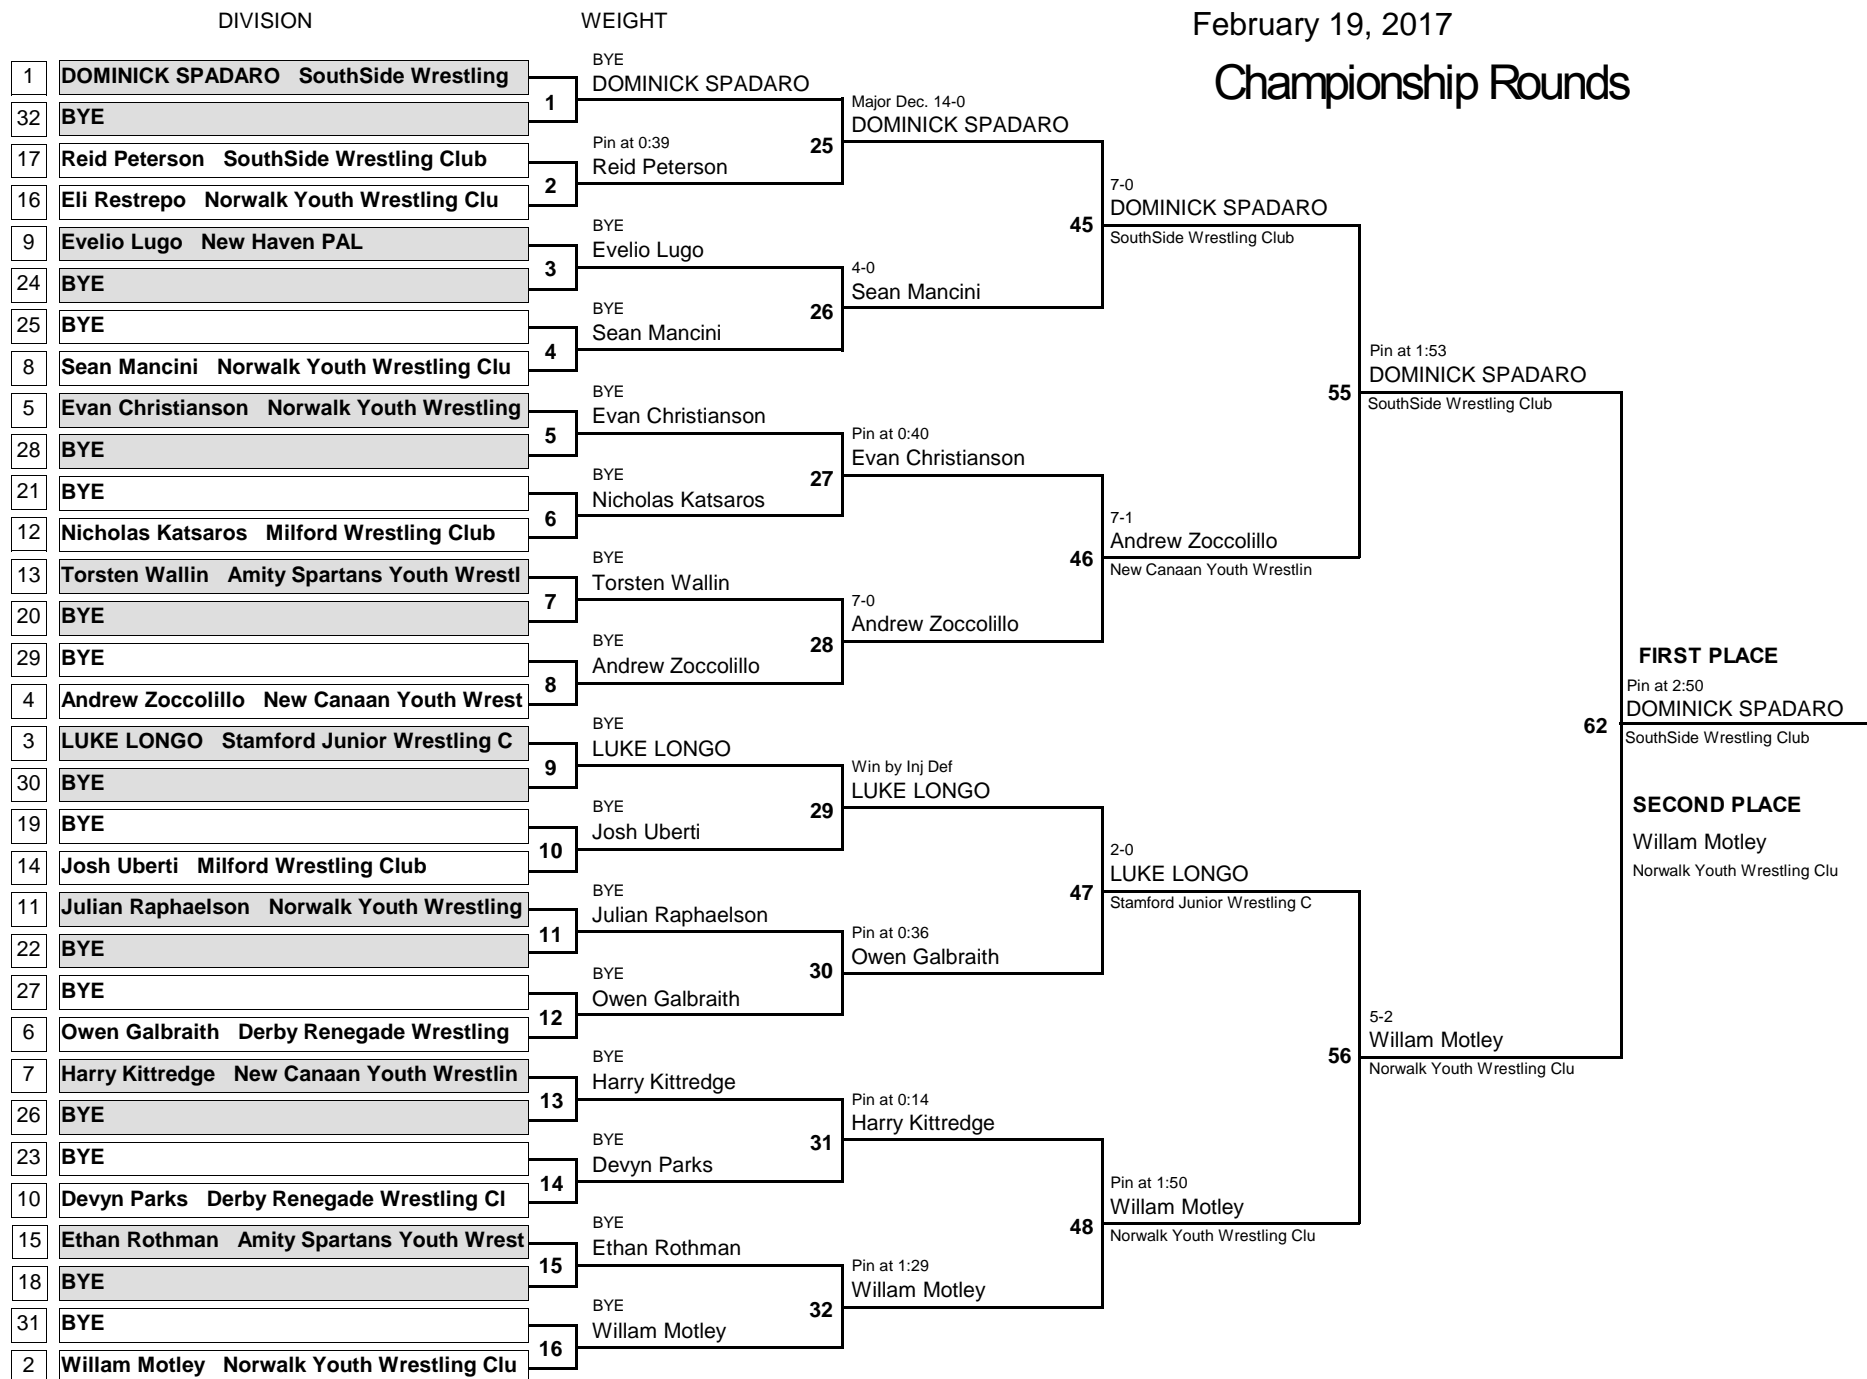 DIVISION
WEIGHT
February 19, 2017
Championship Rounds
1 DOMINICK SPADARO SouthSide Wrestling
32 BYE
17 Reid Peterson SouthSide Wrestling Club
16 Eli Restrepo Norwalk Youth Wrestling Clu
9 Evelio Lugo New Haven PAL
24 BYE
25 BYE
8 Sean Mancini Norwalk Youth Wrestling Clu
5 Evan Christianson Norwalk Youth Wrestling
28 BYE
21 BYE
12 Nicholas Katsaros Milford Wrestling Club
13 Torsten Wallin Amity Spartans Youth Wrestl
20 BYE
29 BYE
4 Andrew Zoccolillo New Canaan Youth Wrest
3 LUKE LONGO Stamford Junior Wrestling C
30 BYE
19 BYE
14 Josh Uberti Milford Wrestling Club
11 Julian Raphaelson Norwalk Youth Wrestling
22 BYE
27 BYE
6 Owen Galbraith Derby Renegade Wrestling
7 Harry Kittredge New Canaan Youth Wrestlin
26 BYE
23 BYE
10 Devyn Parks Derby Renegade Wrestling Cl
15 Ethan Rothman Amity Spartans Youth Wrest
18 BYE
31 BYE
2 Willam Motley Norwalk Youth Wrestling Clu
1
2
3
4
5
6
7
8
9
10
11
12
13
14
15
16
BYE
DOMINICK SPADARO
Pin at 0:39
Reid Peterson
BYE
Evelio Lugo
BYE
Sean Mancini
BYE
Evan Christianson
BYE
Nicholas Katsaros
BYE
Torsten Wallin
BYE
Andrew Zoccolillo
BYE
LUKE LONGO
BYE
Josh Uberti
BYE
Julian Raphaelson
BYE
Owen Galbraith
BYE
Harry Kittredge
BYE
Devyn Parks
BYE
Ethan Rothman
BYE
Willam Motley
25
26
27
28
29
30
31
32
Major Dec. 14-0
DOMINICK SPADARO
4-0
Sean Mancini
Pin at 0:40
Evan Christianson
7-0
Andrew Zoccolillo
Win by Inj Def
LUKE LONGO
Pin at 0:36
Owen Galbraith
Pin at 0:14
Harry Kittredge
Pin at 1:29
Willam Motley
45
46
47
48
7-0
DOMINICK SPADARO
SouthSide Wrestling Club
7-1
Andrew Zoccolillo
New Canaan Youth Wrestlin
2-0
LUKE LONGO
Stamford Junior Wrestling C
Pin at 1:50
Willam Motley
Norwalk Youth Wrestling Clu
55
56
Pin at 1:53
DOMINICK SPADARO
SouthSide Wrestling Club
5-2
Willam Motley
Norwalk Youth Wrestling Clu
62
FIRST PLACE
Pin at 2:50
DOMINICK SPADARO
SouthSide Wrestling Club
SECOND PLACE
Willam Motley
Norwalk Youth Wrestling Clu